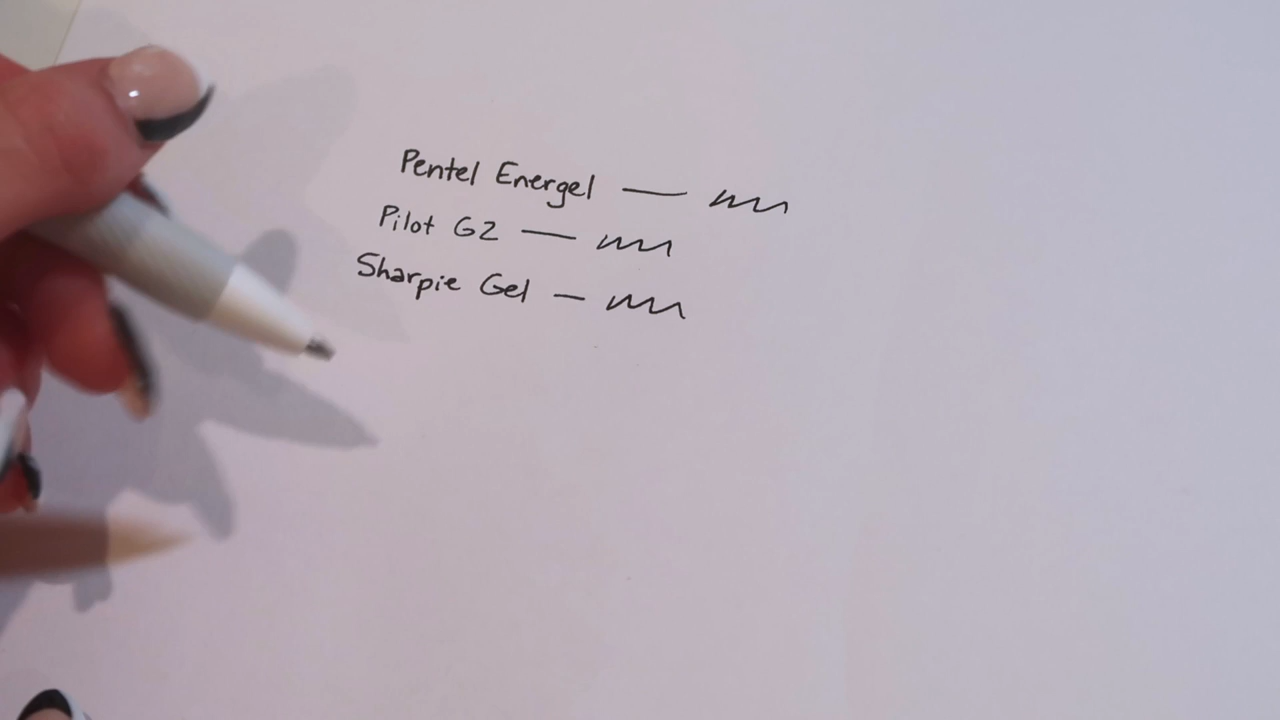 Pentel Energel —
Pilot G2 —
Sharpie Gel —